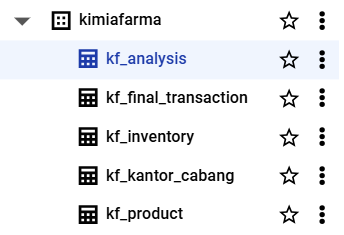 kimiafarma
kf_analysis
kf_final_transaction
kf_inventory
kf_kantor_cabang
kf_product